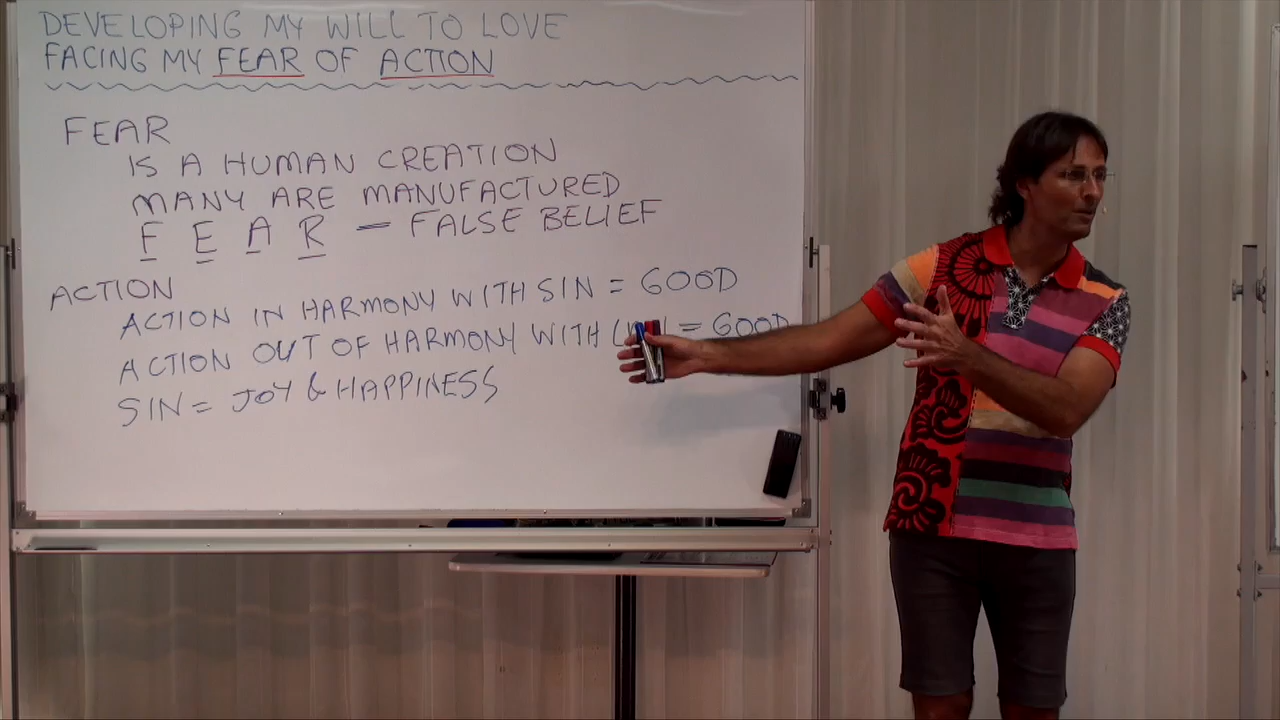 DEVELOPING MY WILL TO LOVE
FACING MY FEAR OF ACTION
FEAR
IS A HUMAN CREATION
MANY ARE MANUFACTURED
F E A R = FALSE BELIEF
ACTION
ACTION IN HARMONY WITH SIN = GOOD
ACTION OUT OF HARMONY WITH = GOOD
SIN = JOY & HAPPINESS